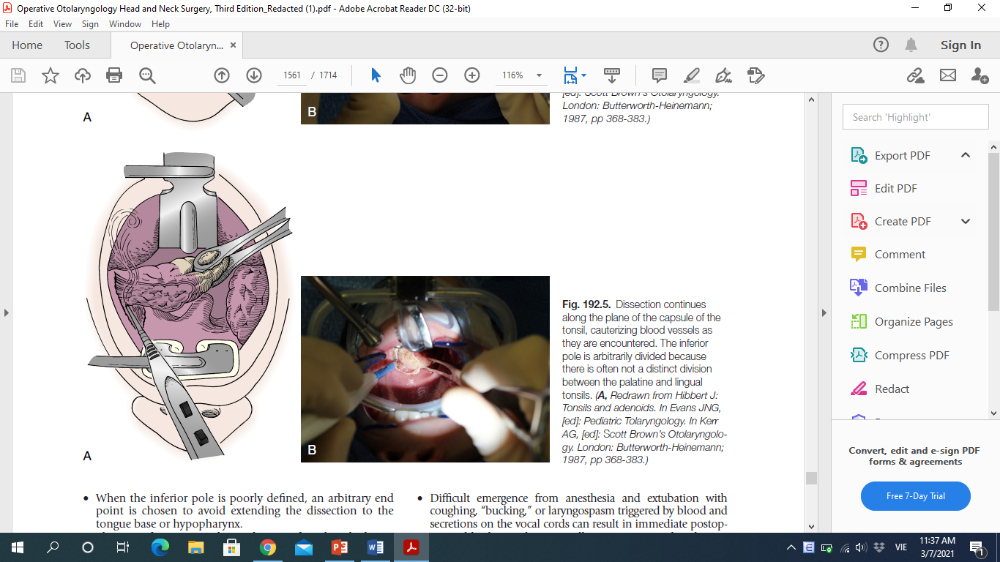 Operative Otolaryngology Head and Neck Surgery, Third Edition_Redacted (1).pdf - Adobe Acrobat Reader DC (32-bit)
File Edit View Sign Window Help
Home Tools Operative Otolaryn... ×
Sign In
1561 / 1714 116%
A
B
[ed]: Scott Brown's Otolaryngology.
London: Butterworth-Heinemann;
1987, pp 368-383.)
Fig. 192.5. Dissection continues
along the plane of the capsule of the
tonsil, cauterizing blood vessels as
they are encountered. The inferior
pole is arbitrarily divided because
there is often not a distinct division
between the palatine and lingual
tonsils. (A, Redrawn from Hibbert J:
Tonsils and adenoids. In Evans JNG,
[ed]: Pediatric Tolaryngology. In Kerr
AG, [ed]: Scott Brown's Otolaryngolo-
gy. London: Butterworth-Heinemann;
1987, pp 368-383.)
A
B
• When the inferior pole is poorly defined, an arbitrary end
point is chosen to avoid extending the dissection to the
tongue base or hypopharynx.
• Difficult emergence from anesthesia and extubation with
coughing, "bucking," or laryngospasm triggered by blood and
secretions on the vocal cords can result in immediate postop-
Search 'Highlight'
Export PDF
Edit PDF
Create PDF
Comment
Combine Files
Organize Pages
Compress PDF
Redact
Convert, edit and e-sign PDF
forms & agreements
Free 7-Day Trial
VIE
11:37 AM
3/7/2021
1